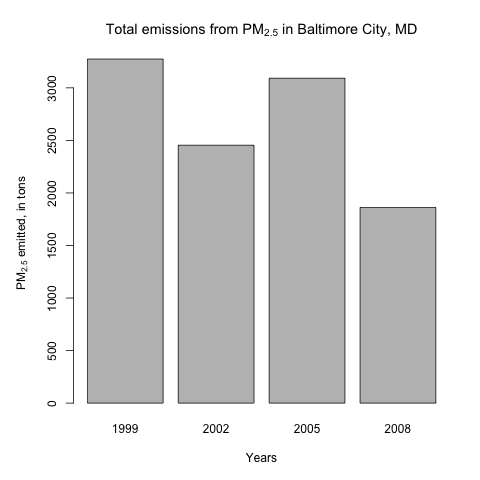 Total emissions from PM2.5 in Baltimore City, MD
PM2.5 emitted, in tons
3000
2500
2000
1500
1000
500
0
1999 2002 2005 2008
Years